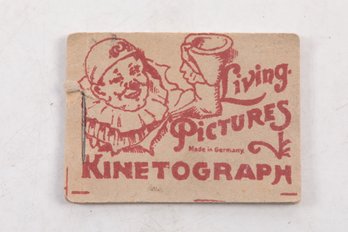 Living
Pictures
Made in Germany.
Kinetograph